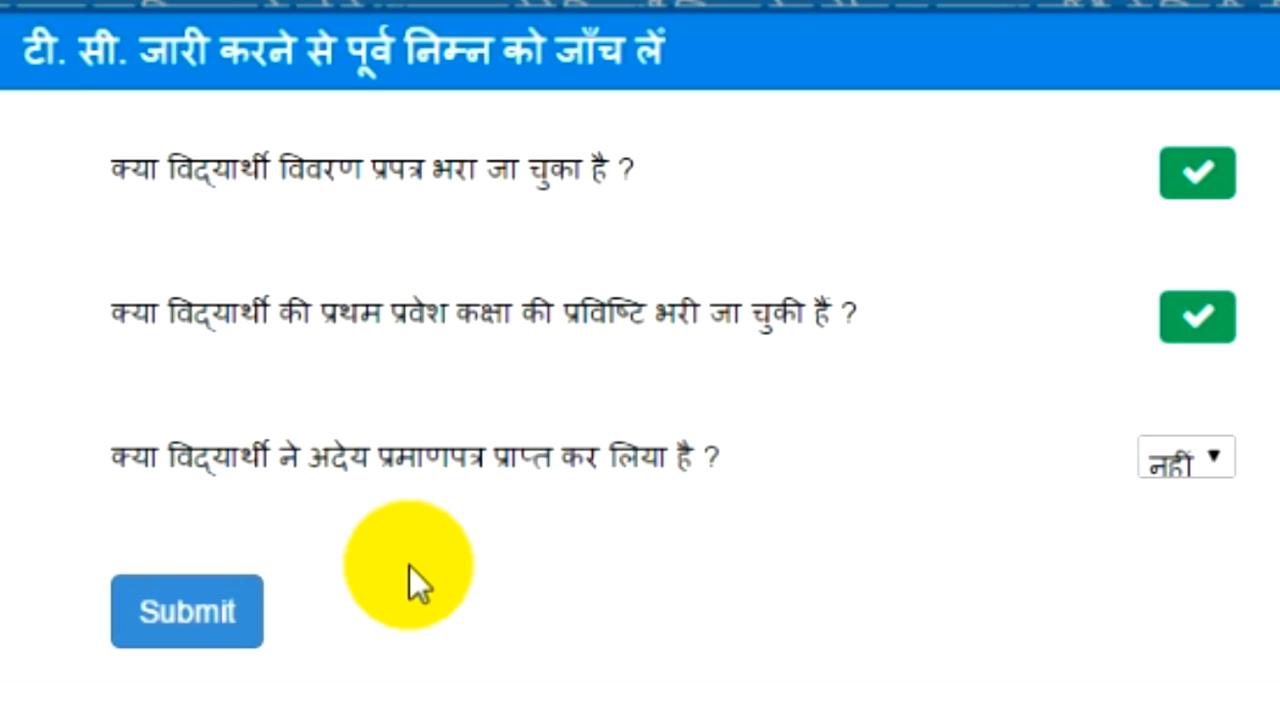 टी. सी. जारी करने से पूर्व निम्न को जाँच लें
क्या विद्यार्थी विवरण प्रपत्र भरा जा चुका है ?
क्या विद्यार्थी की प्रथम प्रवेश कक्षा की प्रविष्टि भरी जा चुकी है ?
क्या विद्यार्थी ने अदेय प्रमाणपत्र प्राप्त कर लिया है ?
नहीं
Submit